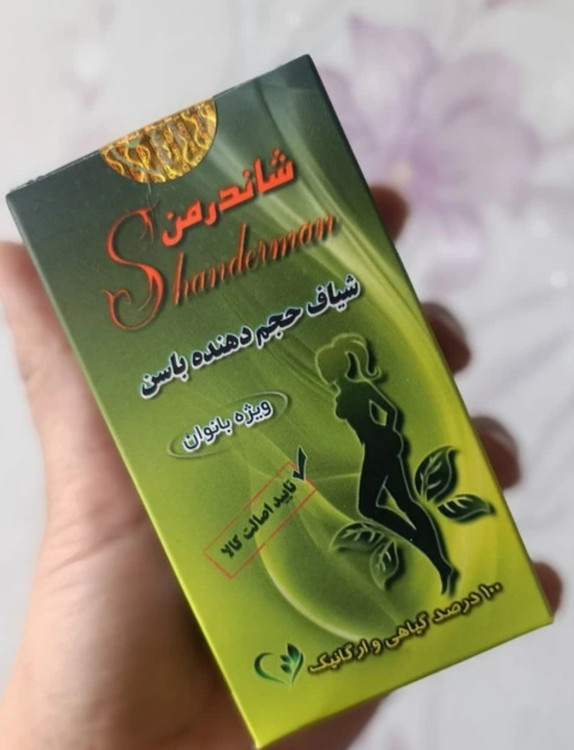 شاندرمن
Shanderman
شیاف حجم دهنده باسن
ویژه بانوان
تایید اصالت کالا
۱۰۰ درصد گیاهی و ارگانیک